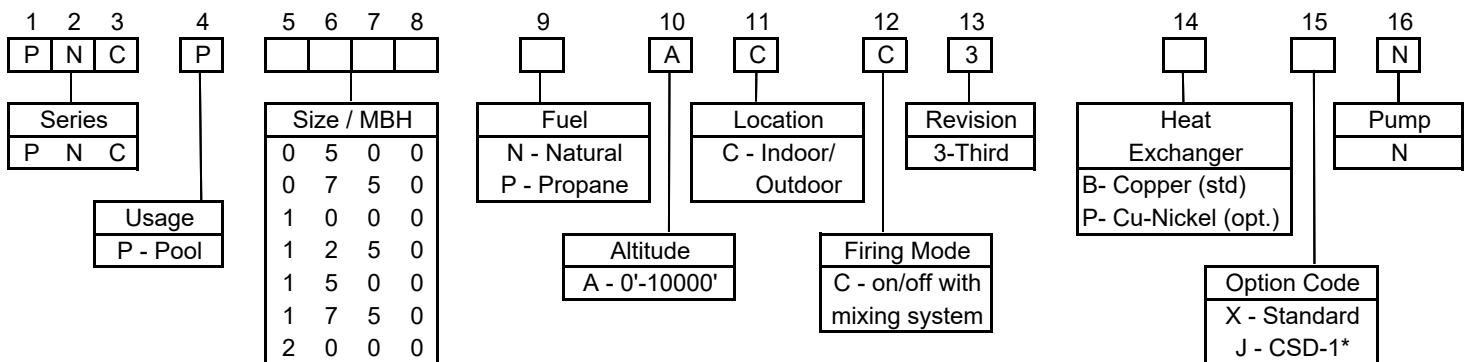 1 2 3 4 5 6 7 8 9 10 11 12 13 14 15 16
P N C P A C C 3 N
Series
P N C
Usage
P - Pool
Size / MBH
0 5 0 0
0 7 5 0
1 0 0 0
1 2 5 0
1 5 0 0
1 7 5 0
2 0 0 0
Fuel
N - Natural
P - Propane
Altitude
A - 0'-10000'
Location
C - Indoor/
Outdoor
Firing Mode
C - on/off with
mixing system
Revision
3-Third
Heat
Exchanger
B- Copper (std)
P- Cu-Nickel (opt.)
Option Code
X - Standard
J - CSD-1*
Pump
N